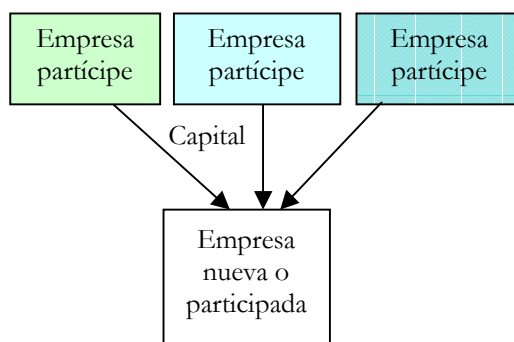 Empresa
partícipe
Empresa
partícipe
Empresa
partícipe
Capital
Empresa
nueva o
participada